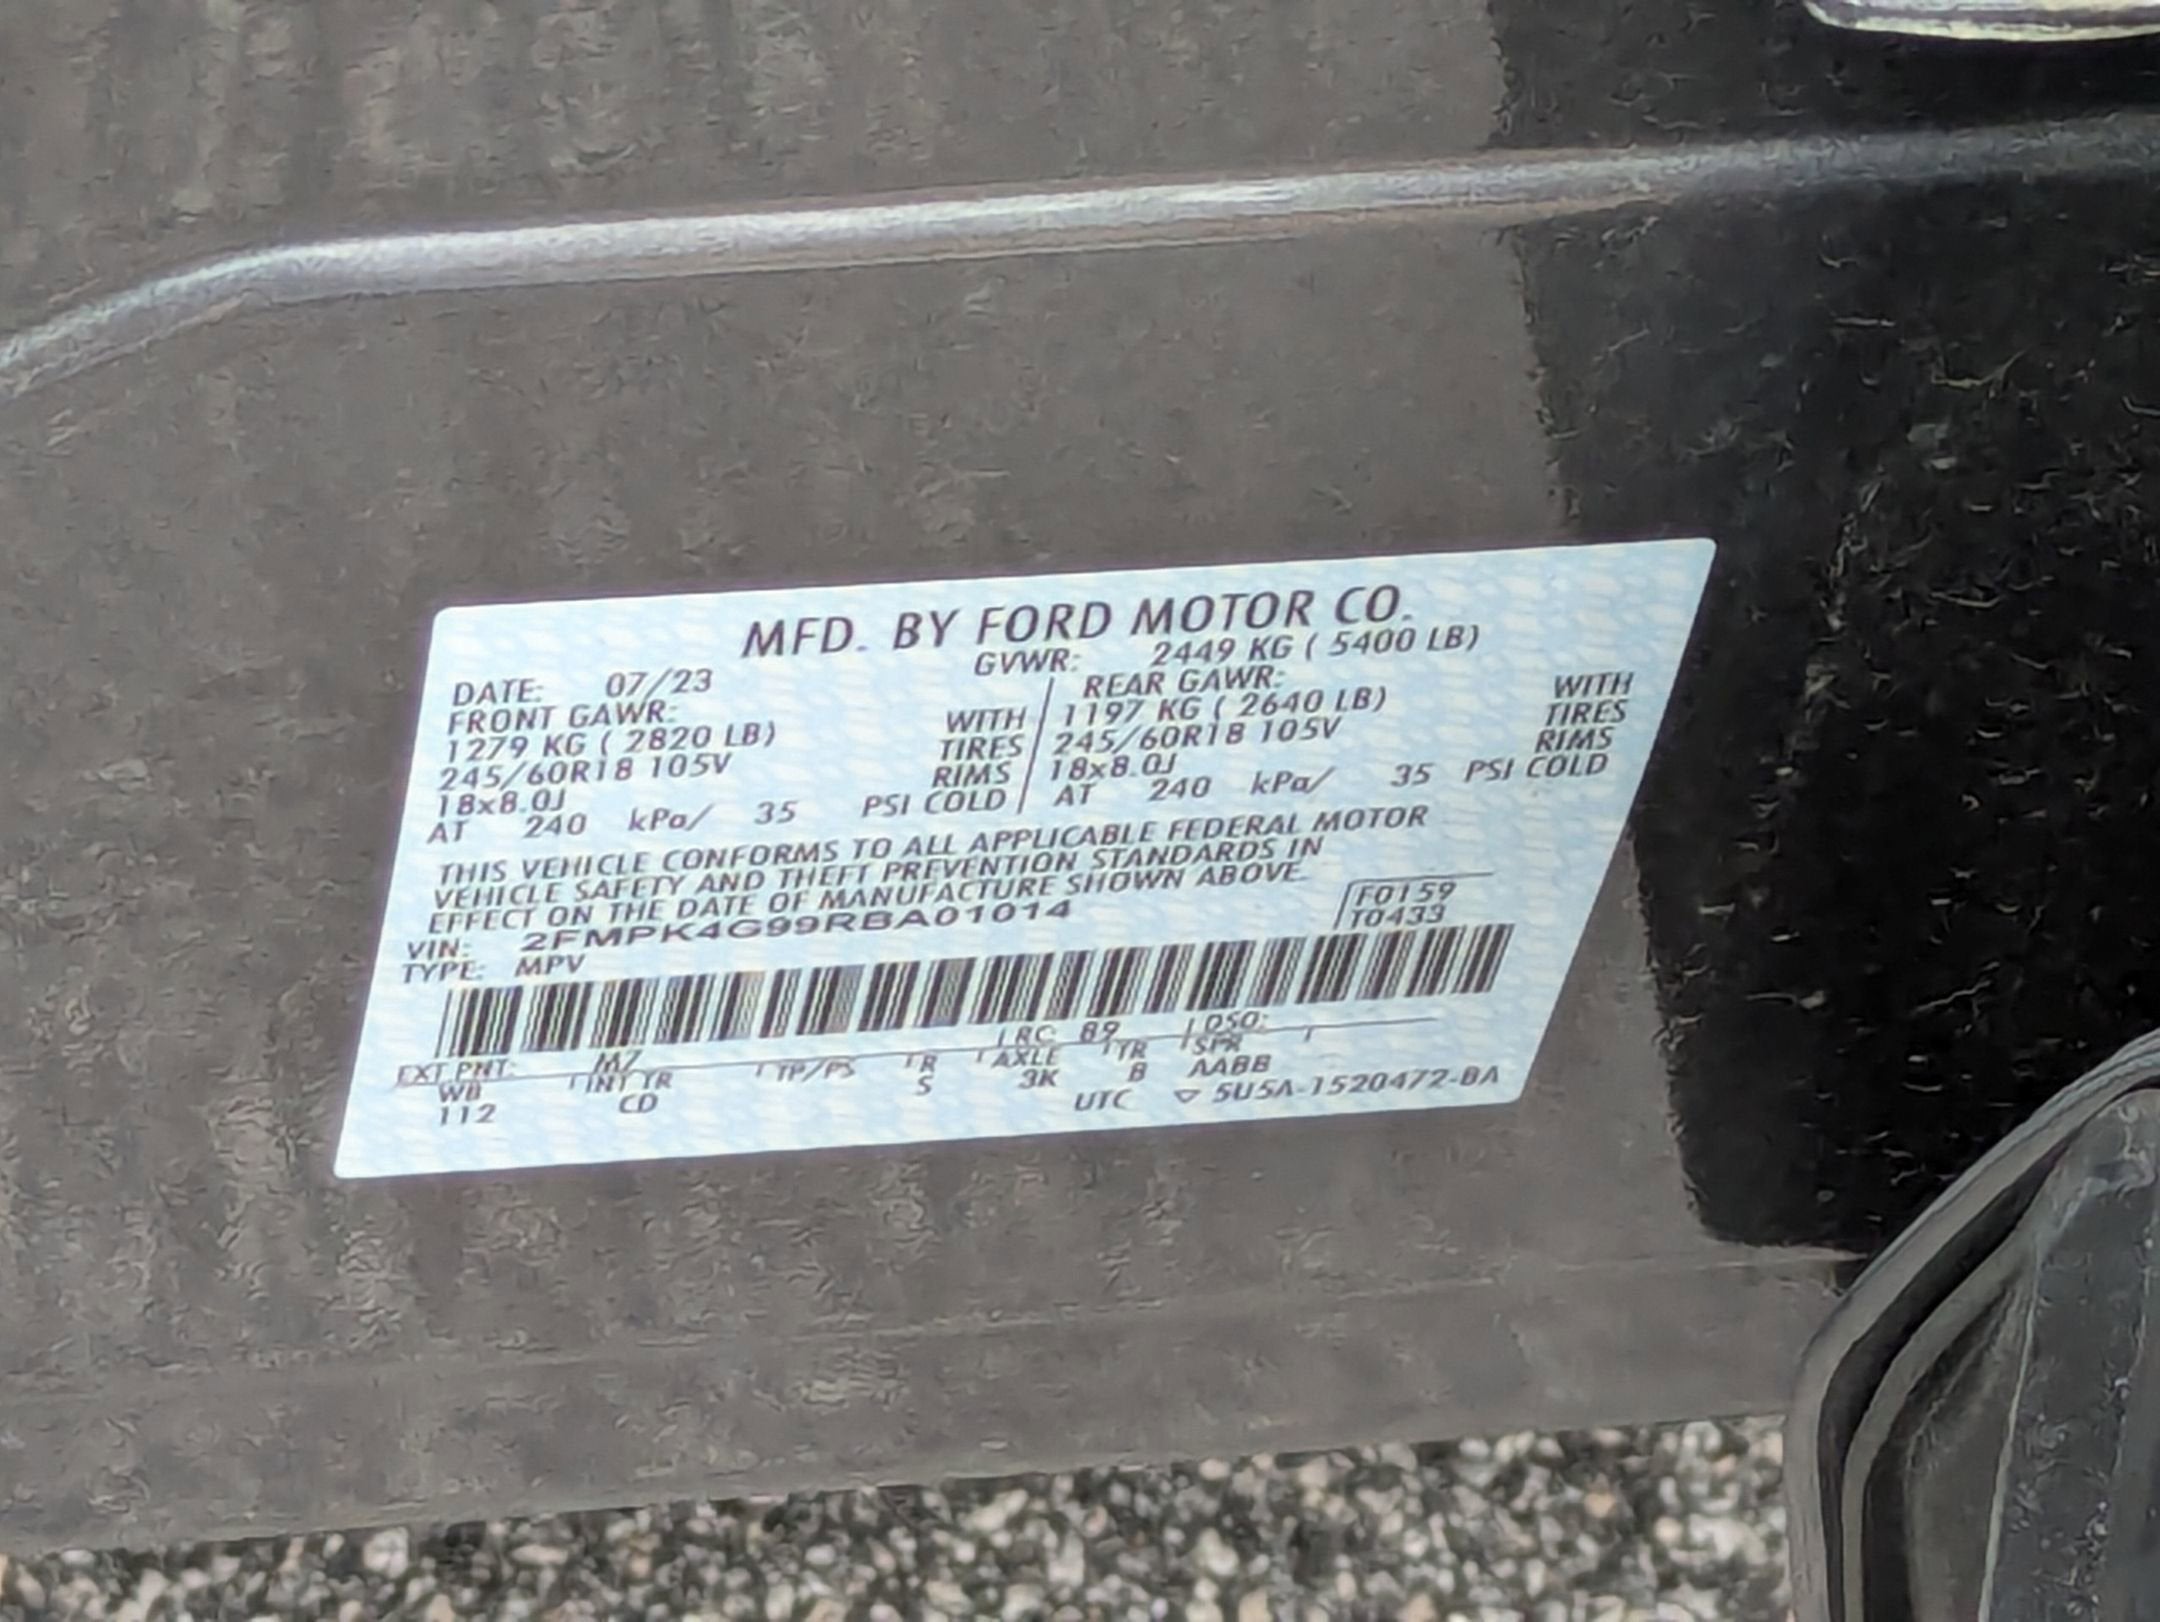 MFD. BY FORD MOTOR CO.
DATE: 07/23 GVWR: 2449 KG ( 5400 LB)
FRONT GAWR: REAR GAWR:
1279 KG ( 2820 LB) WITH 1197 KG ( 2640 LB) WITH
245/60R18 105V TIRES 245/60R18 105V TIRES
18x8.0J RIMS 18x8.0J RIMS
AT 240 kPa/ 35 PSI COLD AT 240 kPa/ 35 PSI COLD
THIS VEHICLE CONFORMS TO ALL APPLICABLE FEDERAL MOTOR
VEHICLE SAFETY AND THEFT PREVENTION STANDARDS IN
EFFECT ON THE DATE OF MANUFACTURE SHOWN ABOVE.
VIN: 2FMPK4G99RBA01014 F0159
TYPE: MPV T0433
EXT PNT: M7 RC: 89 DSO:
WB INT TR TP/PS R AXLE TR SPR
112 CD S 3K B AABB
UTC ▽ 5U5A-1520472-BA